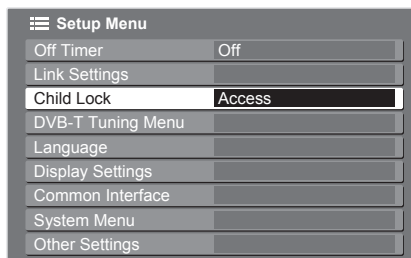 Setup Menu
Off Timer Off
Link Settings
Child Lock Access
DVB-T Tuning Menu
Language
Display Settings
Common Interface
System Menu
Other Settings